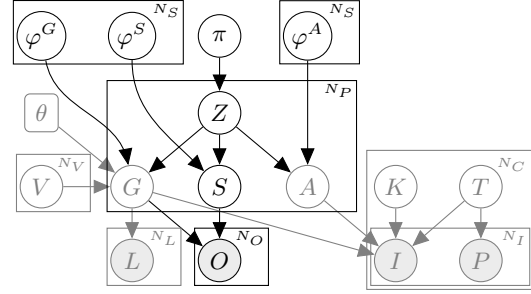 N_S N_S
φ^G φ^S π φ^A
Z N_P
θ
V N_V G S A K T N_C
L N_L O N_O I P N_I